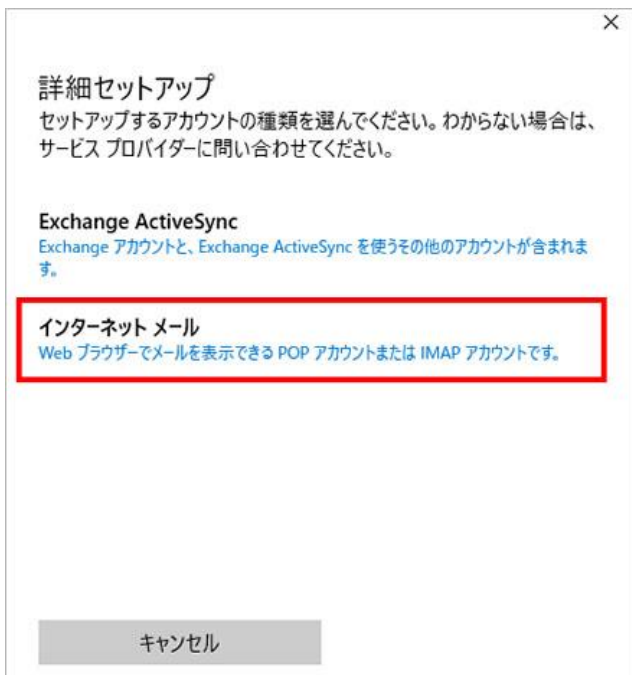 詳細セットアップ
セットアップするアカウントの種類を選んでください。わからない場合は、
サービス プロバイダーに問い合わせてください。
Exchange ActiveSync
Exchange アカウントと、Exchange ActiveSync を使うその他のアカウントが含まれま
す。
インターネット メール
Web ブラウザーでメールを表示できる POP アカウントまたは IMAP アカウントです。
キャンセル